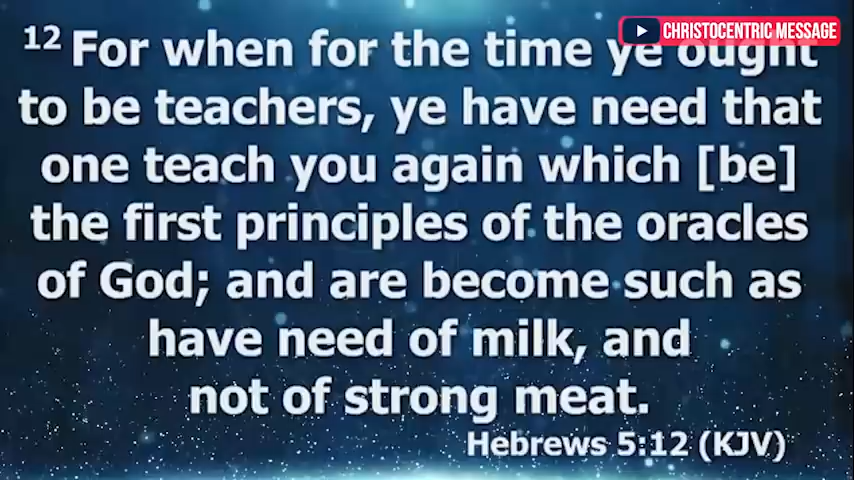 CHRISTOCENTRIC MESSAGE
12 For when for the time ye ought
to be teachers, ye have need that
one teach you again which [be]
the first principles of the oracles
of God; and are become such as
have need of milk, and
not of strong meat.
Hebrews 5:12 (KJV)